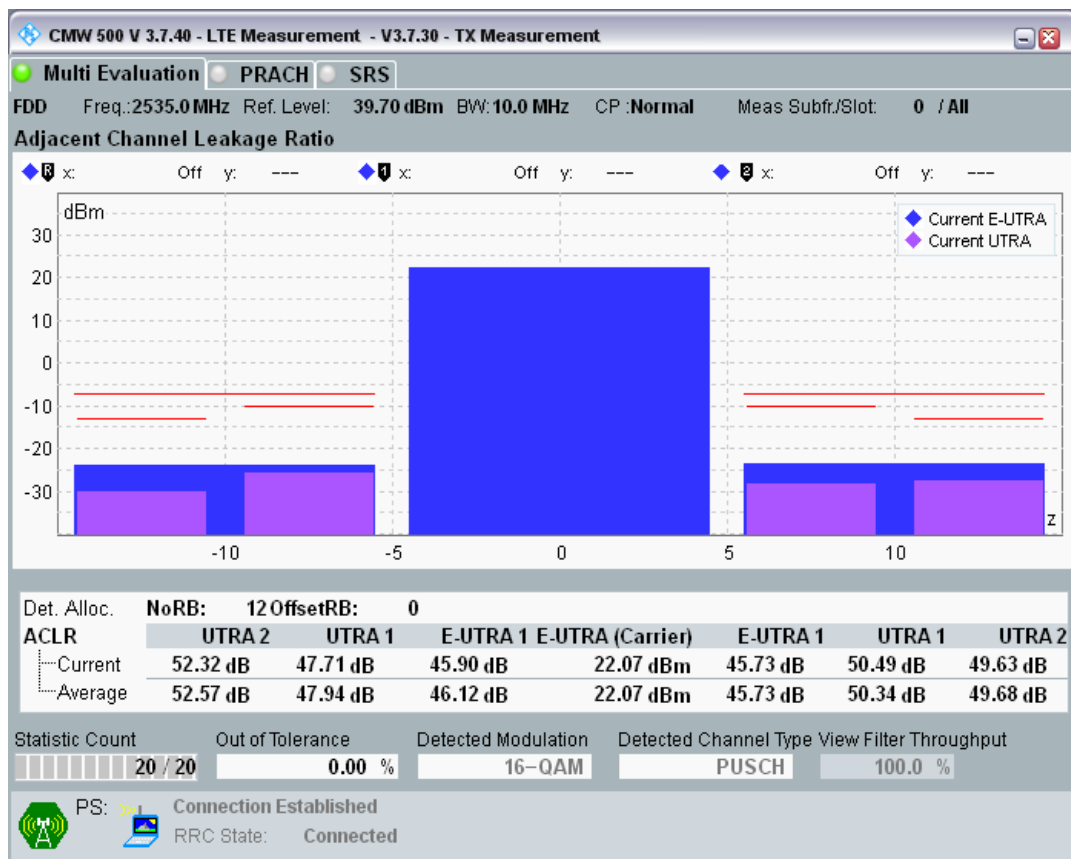 CMW 500 V 3.7.40 - LTE Measurement - V3.7.30 - TX Measurement
Multi Evaluation PRACH SRS
FDD Freq.:2535.0 MHz Ref. Level: 39.70 dBm BW:10.0 MHz CP :Normal Meas Subfr./Slot: 0 / All
Adjacent Channel Leakage Ratio
R x: Off y: --- 1 x: Off y: --- 2 x: Off y: ---
dBm
Current E-UTRA
Current UTRA
30
20
10
0
-10
-20
-30
z
-10 -5 0 5 10
Det. Alloc. NoRB: 12 OffsetRB: 0
ACLR UTRA 2 UTRA 1 E-UTRA 1 E-UTRA (Carrier) E-UTRA 1 UTRA 1 UTRA 2
Current 52.32 dB 47.71 dB 45.90 dB 22.07 dBm 45.73 dB 50.49 dB 49.63 dB
Average 52.57 dB 47.94 dB 46.12 dB 22.07 dBm 45.73 dB 50.34 dB 49.68 dB
Statistic Count Out of Tolerance Detected Modulation Detected Channel Type View Filter Throughput
20 / 20 0.00 % 16-QAM PUSCH 100.0 %
PS: Connection Established
RRC State: Connected